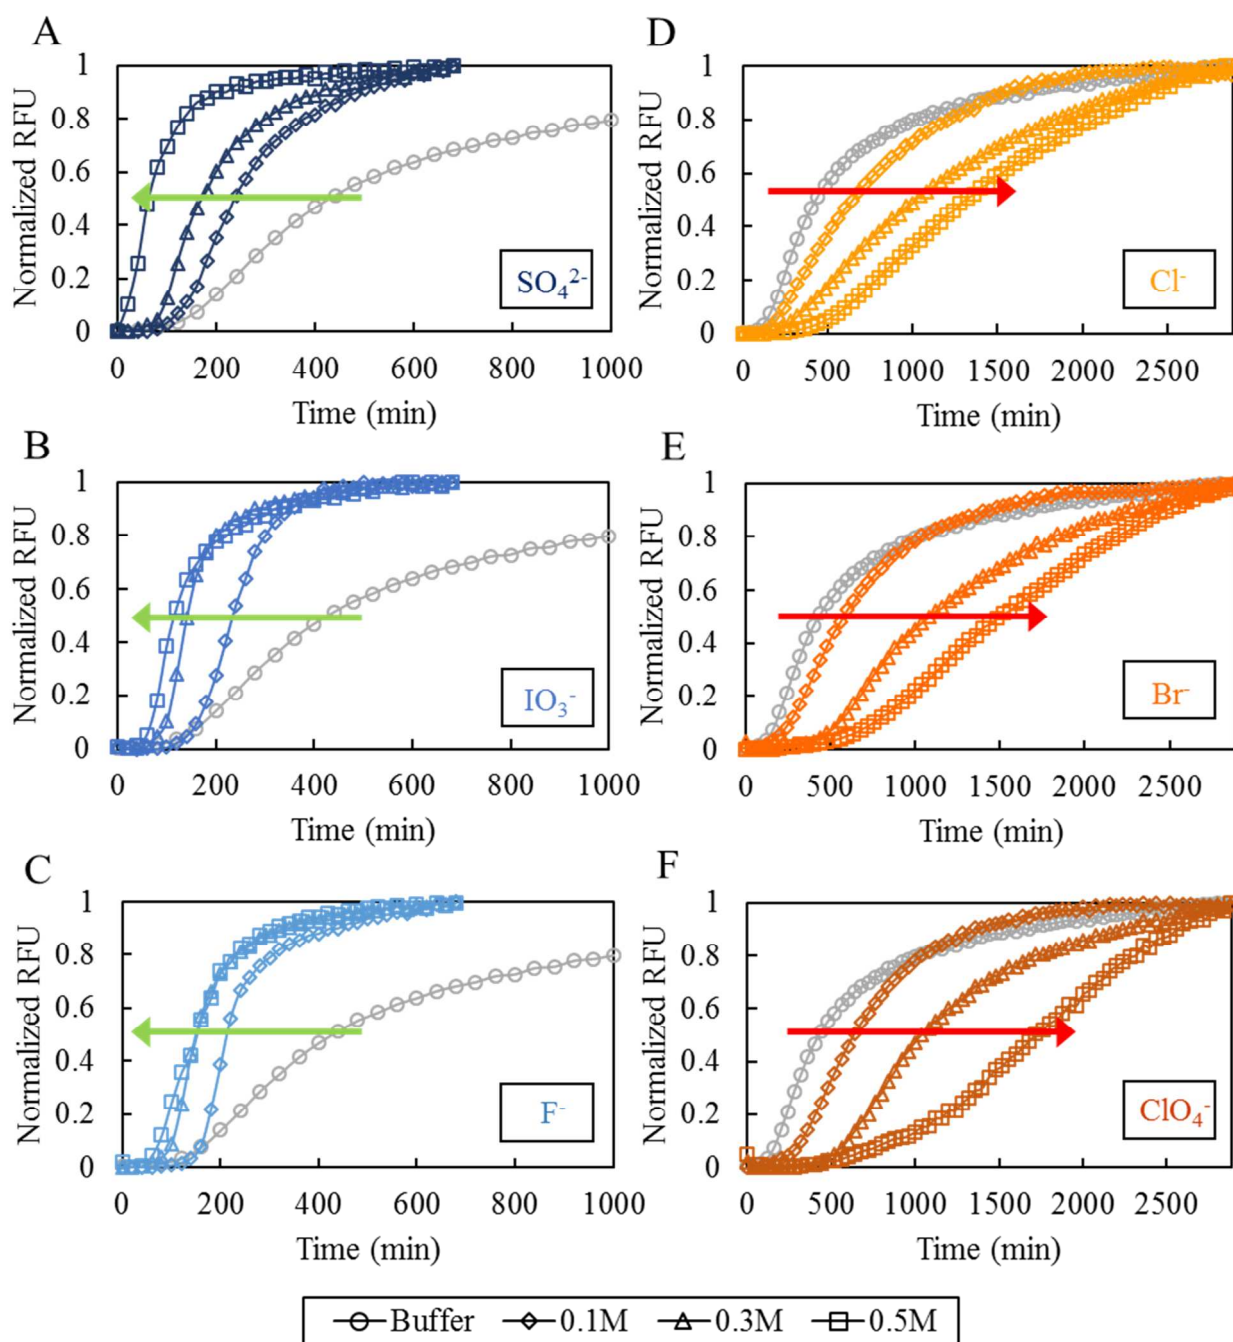 A
Normalized RFU
1
0.8
0.6
0.4
0.2
0
0 200 400 600 800 1000
Time (min)
SO₄²⁻
B
Normalized RFU
1
0.8
0.6
0.4
0.2
0
0 200 400 600 800 1000
Time (min)
IO₃⁻
C
Normalized RFU
1
0.8
0.6
0.4
0.2
0
0 200 400 600 800 1000
Time (min)
F⁻
D
Normalized RFU
1
0.8
0.6
0.4
0.2
0
0 500 1000 1500 2000 2500
Time (min)
Cl⁻
E
Normalized RFU
1
0.8
0.6
0.4
0.2
0
0 500 1000 1500 2000 2500
Time (min)
Br⁻
F
Normalized RFU
1
0.8
0.6
0.4
0.2
0
0 500 1000 1500 2000 2500
Time (min)
ClO₄⁻
Buffer 0.1M 0.3M 0.5M